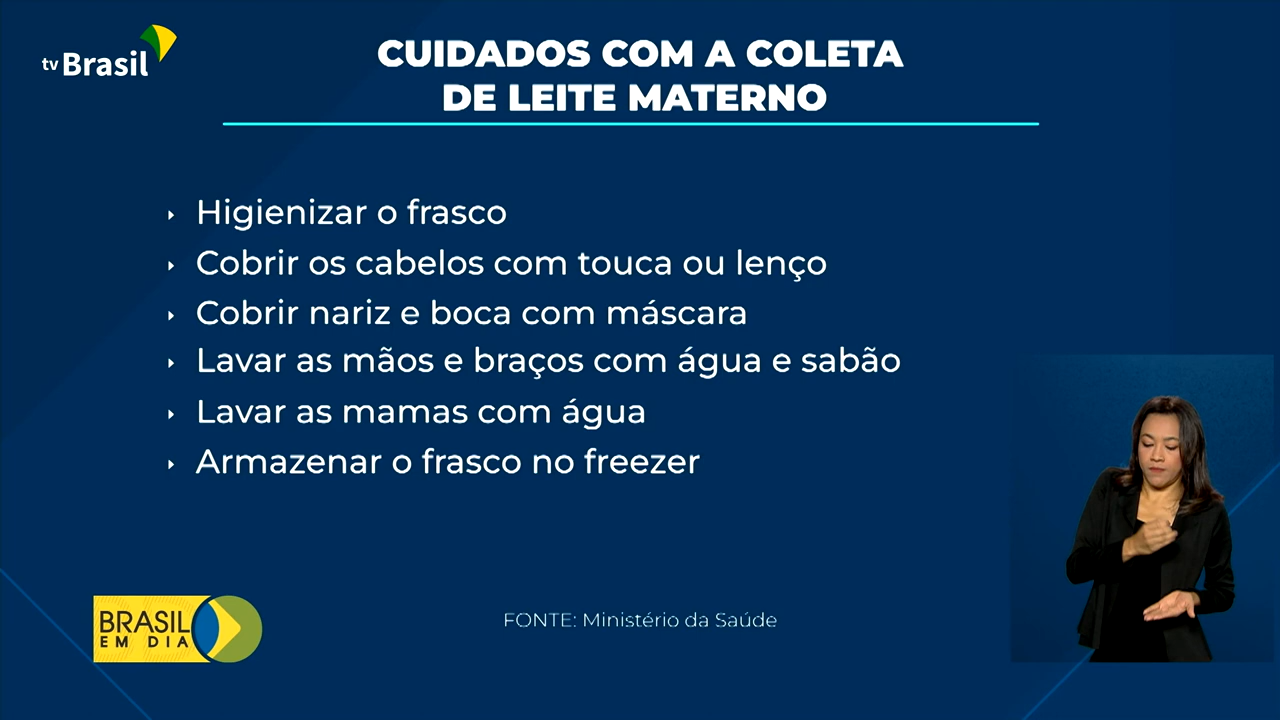 tv Brasil
CUIDADOS COM A COLETA
DE LEITE MATERNO
Higienizar o frasco
Cobrir os cabelos com touca ou lenço
Cobrir nariz e boca com máscara
Lavar as mãos e braços com água e sabão
Lavar as mamas com água
Armazenar o frasco no freezer
BRASIL
EM DIA
FONTE: Ministério da Saúde